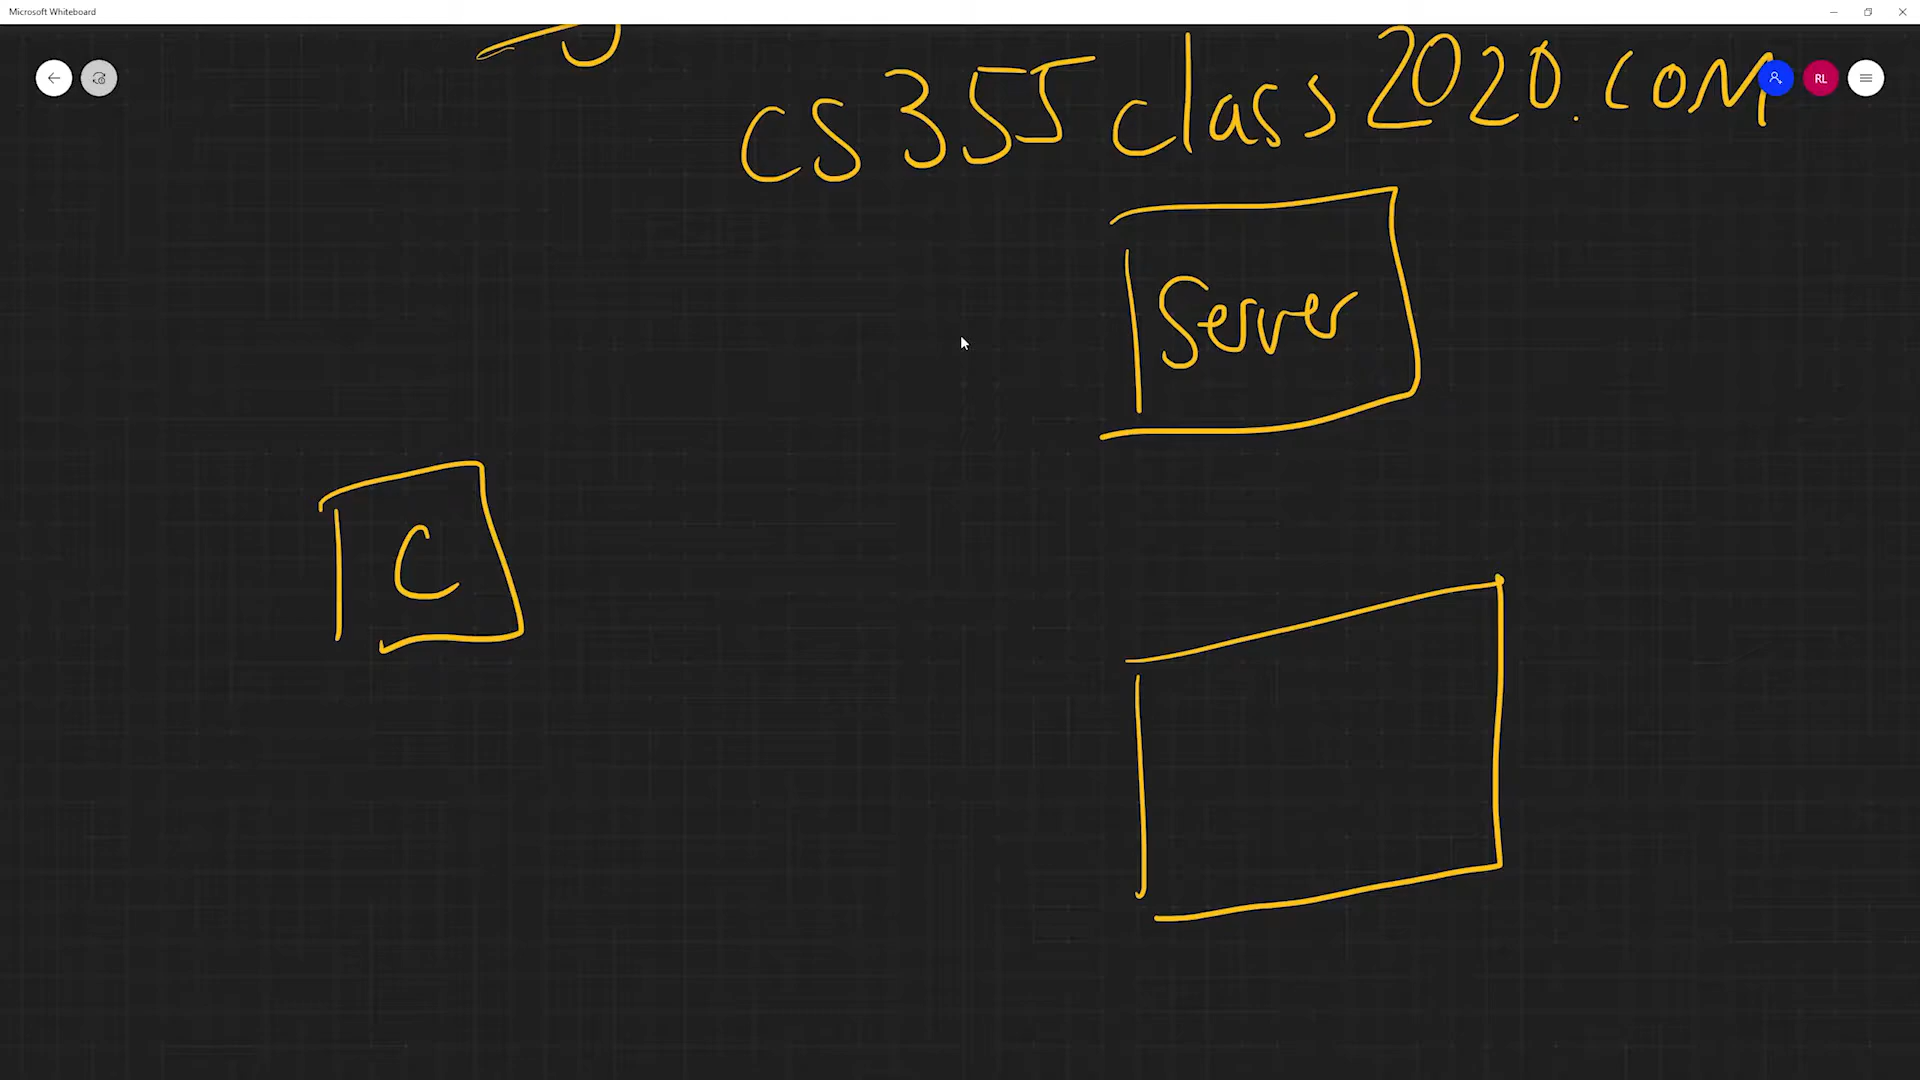 Microsoft Whiteboard
cs355class2020.com
RL
Server
C